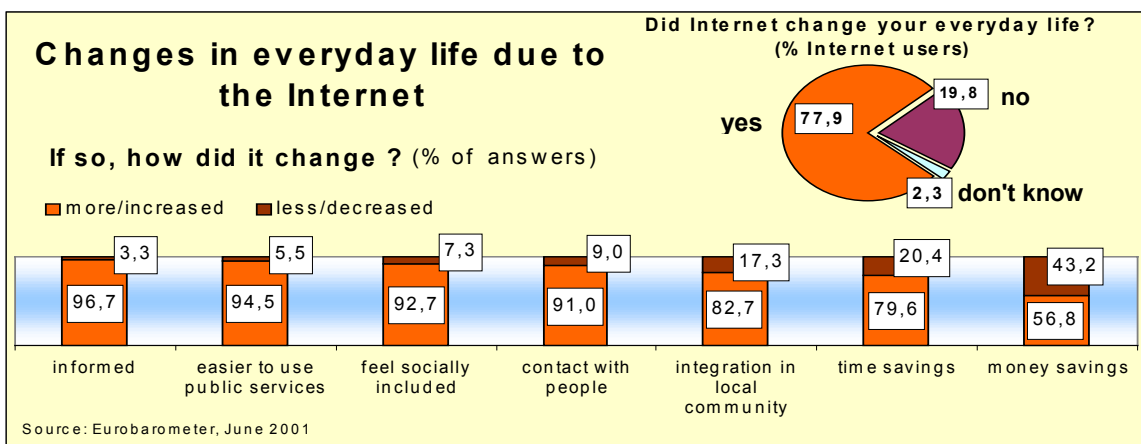 Changes in everyday life due to
the Internet
If so, how did it change ? (% of answers)
more/increased less/decreased
Did Internet change your everyday life?
(% Internet users)
yes
77,9
19,8
no
2,3
don't know
3,3 5,5 7,3 9,0 17,3 20,4 43,2
96,7 94,5 92,7 91,0 82,7 79,6 56,8
informed
easier to use
public services
feel socially
included
contact with
people
integration in
local
community
time savings
money savings
Source: Eurobarometer, June 2001